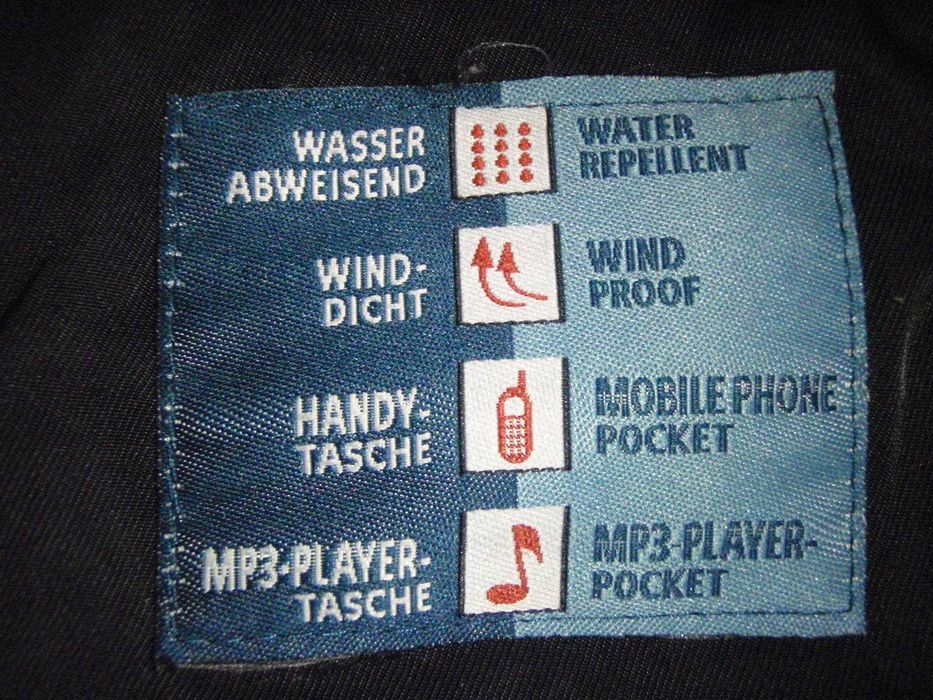 WASSER
ABWEISEND
WATER
REPELLENT
WIND-
DICHT
WIND
PROOF
HANDY-
TASCHE
MOBILE PHONE
POCKET
MP3-PLAYER-
TASCHE
MP3-PLAYER-
POCKET